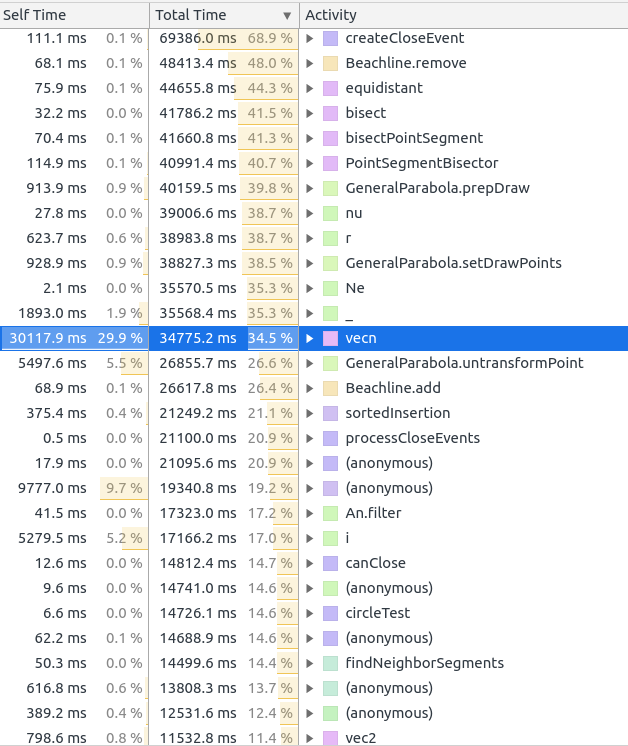 Self Time Total Time ▼ Activity
111.1 ms 0.1 % 69386.0 ms 68.9 % ▶ createCloseEvent
68.1 ms 0.1 % 48413.4 ms 48.0 % ▶ Beachline.remove
75.9 ms 0.1 % 44655.8 ms 44.3 % ▶ equidistant
32.2 ms 0.0 % 41786.2 ms 41.5 % ▶ bisect
70.4 ms 0.1 % 41660.8 ms 41.3 % ▶ bisectPointSegment
114.9 ms 0.1 % 40991.4 ms 40.7 % ▶ PointSegmentBisector
913.9 ms 0.9 % 40159.5 ms 39.8 % ▶ GeneralParabola.prepDraw
27.8 ms 0.0 % 39006.6 ms 38.7 % ▶ nu
623.7 ms 0.6 % 38983.8 ms 38.7 % ▶ r
928.9 ms 0.9 % 38827.3 ms 38.5 % ▶ GeneralParabola.setDrawPoints
2.1 ms 0.0 % 35570.5 ms 35.3 % ▶ Ne
1893.0 ms 1.9 % 35568.4 ms 35.3 % ▶ _
30117.9 ms 29.9 % 34775.2 ms 34.5 % ▶ vecn
5497.6 ms 5.5 % 26855.7 ms 26.6 % ▶ GeneralParabola.untransformPoint
68.9 ms 0.1 % 26617.8 ms 26.4 % ▶ Beachline.add
375.4 ms 0.4 % 21249.2 ms 21.1 % ▶ sortedInsertion
0.5 ms 0.0 % 21100.0 ms 20.9 % ▶ processCloseEvents
17.9 ms 0.0 % 21095.6 ms 20.9 % ▶ (anonymous)
9777.0 ms 9.7 % 19340.8 ms 19.2 % ▶ (anonymous)
41.5 ms 0.0 % 17323.0 ms 17.2 % ▶ An.filter
5279.5 ms 5.2 % 17166.2 ms 17.0 % ▶ i
12.6 ms 0.0 % 14812.4 ms 14.7 % ▶ canClose
9.6 ms 0.0 % 14741.0 ms 14.6 % ▶ (anonymous)
6.6 ms 0.0 % 14726.1 ms 14.6 % ▶ circleTest
62.2 ms 0.1 % 14688.9 ms 14.6 % ▶ (anonymous)
50.3 ms 0.0 % 14499.6 ms 14.4 % ▶ findNeighborSegments
616.8 ms 0.6 % 13808.3 ms 13.7 % ▶ (anonymous)
389.2 ms 0.4 % 12531.6 ms 12.4 % ▶ (anonymous)
798.6 ms 0.8 % 11532.8 ms 11.4 % ▶ vec2